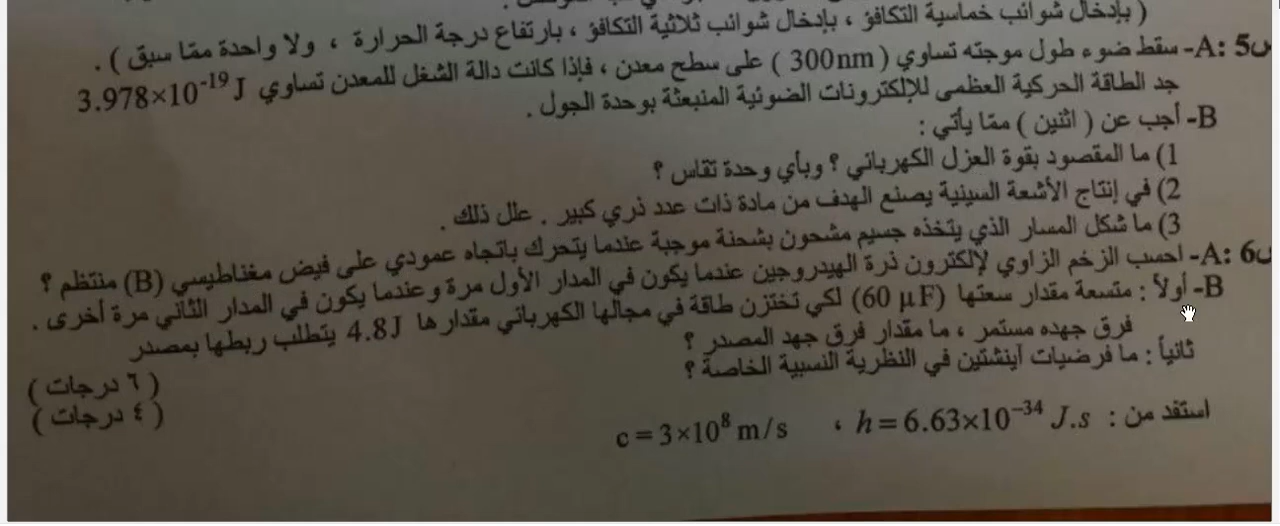 ( بإدخال شوائب خماسية التكافؤ ، بإدخال شوائب ثلاثية التكافؤ ، بارتفاع درجة الحرارة ، ولا واحدة ممّا سبق ) .
س5 :A- سقط ضوء طول موجته تساوي ( 300nm ) على سطح معدن ، فإذا كانت دالة الشغل للمعدن تساوي 3.978×10⁻¹⁹ J
جد الطاقة الحركية العظمى للإلكترونات الضوئية المنبعثة بوحدة الجول .
B- أجب عن ( اثنين ) ممّا يأتي :
1) ما المقصود بقوة العزل الكهربائي ؟ وبأي وحدة تقاس ؟
2) في إنتاج الأشعة السينية يصنع الهدف من مادة ذات عدد ذري كبير . علل ذلك .
3) ما شكل المسار الذي يتخذه جسيم مشحون بشحنة موجبة عندما يتحرك باتجاه عمودي على فيض مغناطيسي (B) منتظم ؟
س6 :A- احسب الزخم الزاوي لإلكترون ذرة الهيدروجين عندما يكون في المدار الأول مرة وعندما يكون في المدار الثاني مرة أخرى .
B- أولاً : متسعة مقدار سعتها (60 μF) لكي تختزن طاقة في مجالها الكهربائي مقدارها 4.8J يتطلب ربطها بمصدر
فرق جهده مستمر ، ما مقدار فرق جهد المصدر ؟
( ٦ درجات )
ثانياً : ما فرضيات آينشتين في النظرية النسبية الخاصة ؟
( ٤ درجات )
استفد من : h = 6.63×10⁻³⁴ J.s ، c = 3×10⁸ m/s